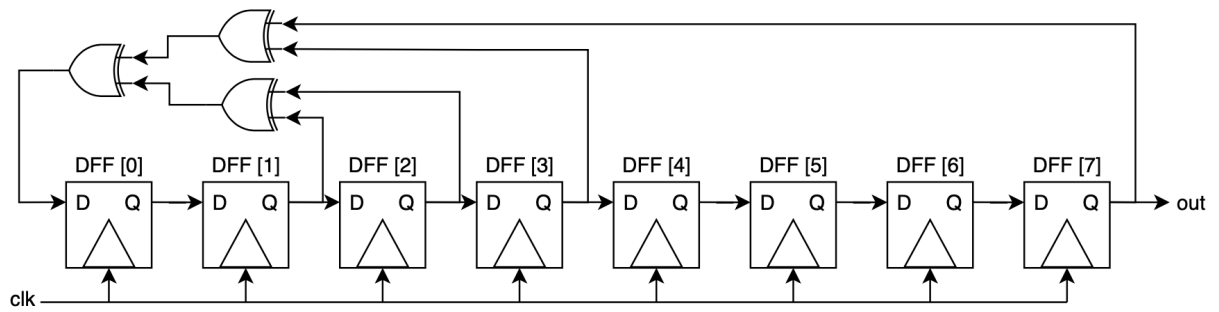 DFF [0] DFF [1] DFF [2] DFF [3] DFF [4] DFF [5] DFF [6] DFF [7]
D Q D Q D Q D Q D Q D Q D Q D Q out
clk